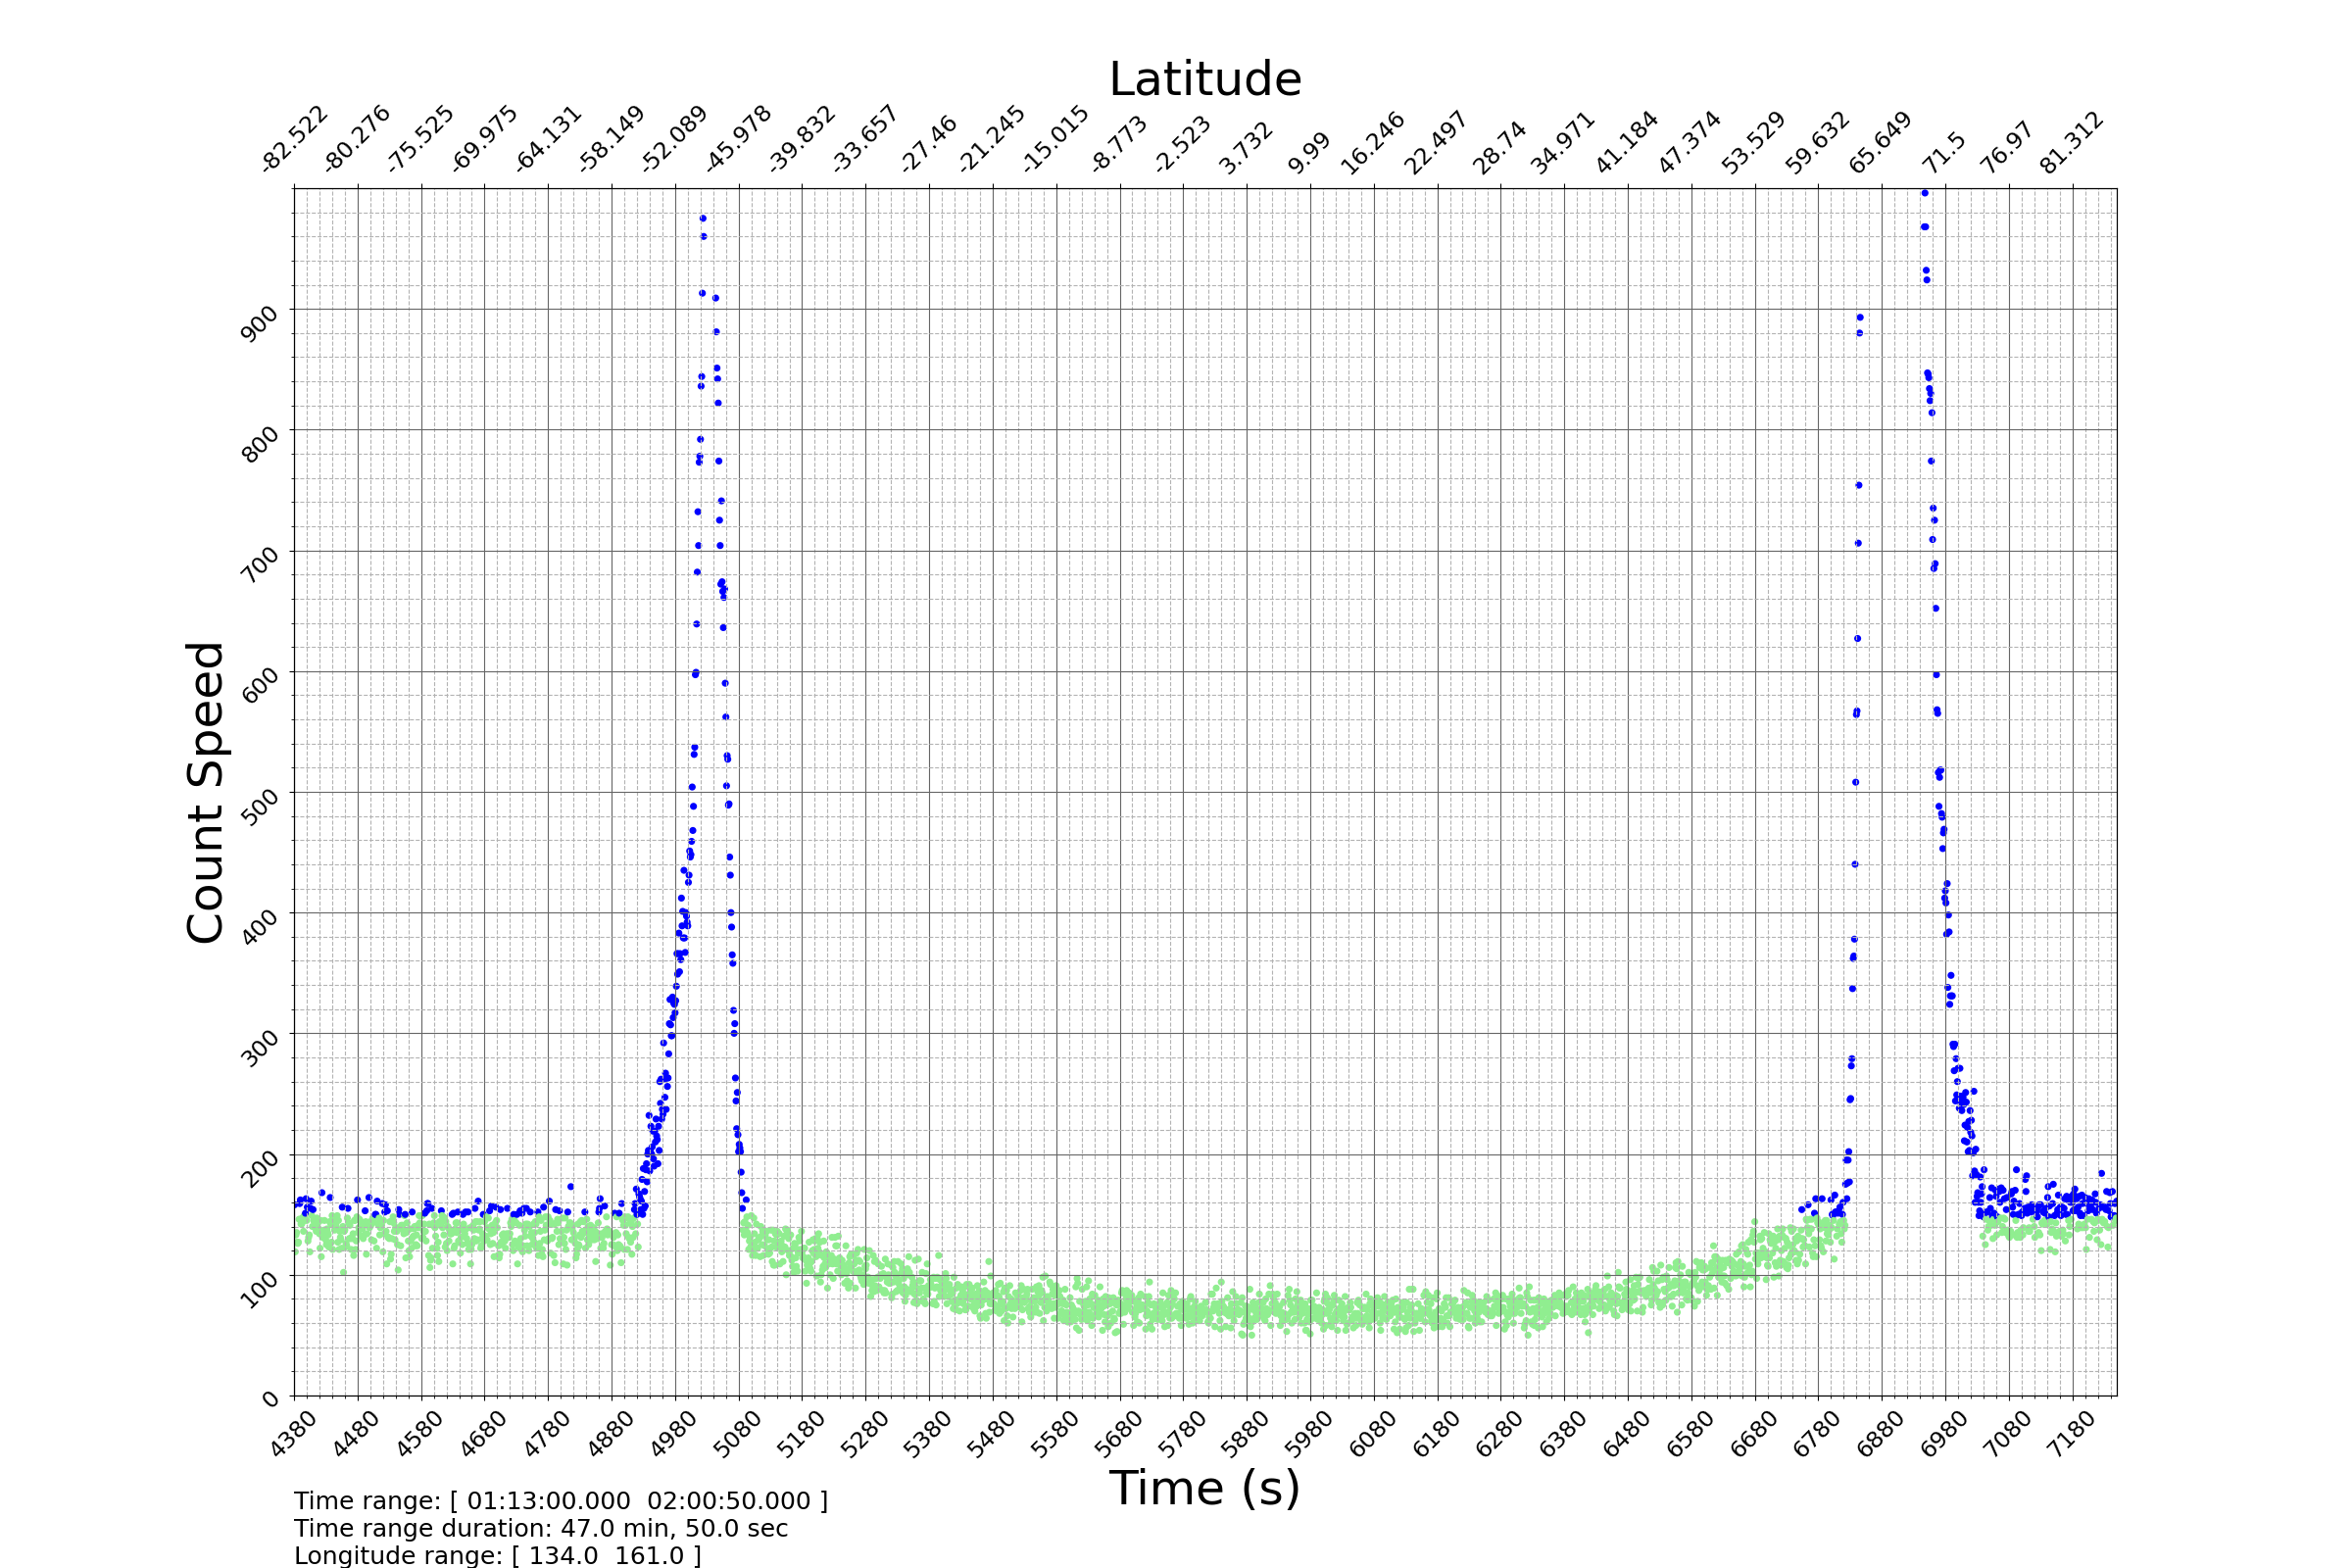 Latitude
-82.522 -80.276 -75.525 -69.975 -64.131 -58.149 -52.089 -45.978 -39.832 -33.657 -27.46 -21.245 -15.015 -8.773 -2.523 3.732 9.99 16.246 22.497 28.74 34.971 41.184 47.374 53.529 59.632 65.649 71.5 76.97 81.312
900
800
700
600
500
400
300
200
100
0
Count Speed
4380 4480 4580 4680 4780 4880 4980 5080 5180 5280 5380 5480 5580 5680 5780 5880 5980 6080 6180 6280 6380 6480 6580 6680 6780 6880 6980 7080 7180
Time (s)
Time range: [ 01:13:00.000  02:00:50.000 ]
Time range duration: 47.0 min, 50.0 sec
Longitude range: [ 134.0  161.0 ]